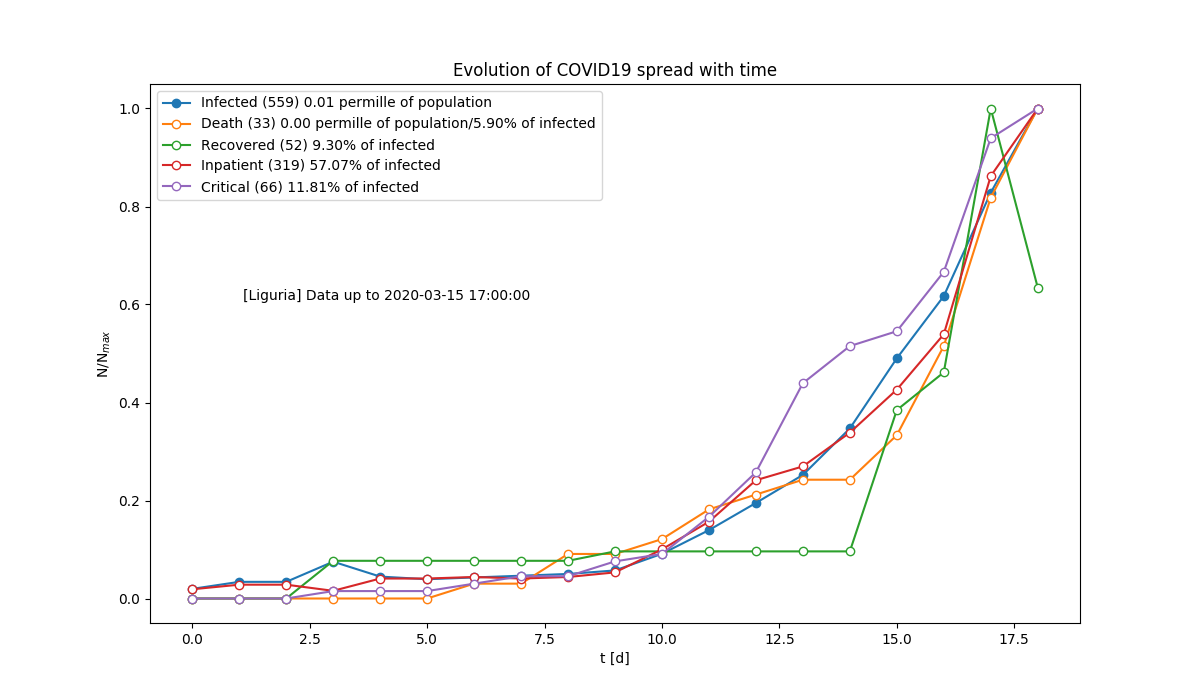 Evolution of COVID19 spread with time
Infected (559) 0.01 permille of population
Death (33) 0.00 permille of population/5.90% of infected
Recovered (52) 9.30% of infected
Inpatient (319) 57.07% of infected
Critical (66) 11.81% of infected
[Liguria] Data up to 2020-03-15 17:00:00
N/Nmax
1.0
0.8
0.6
0.4
0.2
0.0
0.0 2.5 5.0 7.5 10.0 12.5 15.0 17.5
t [d]